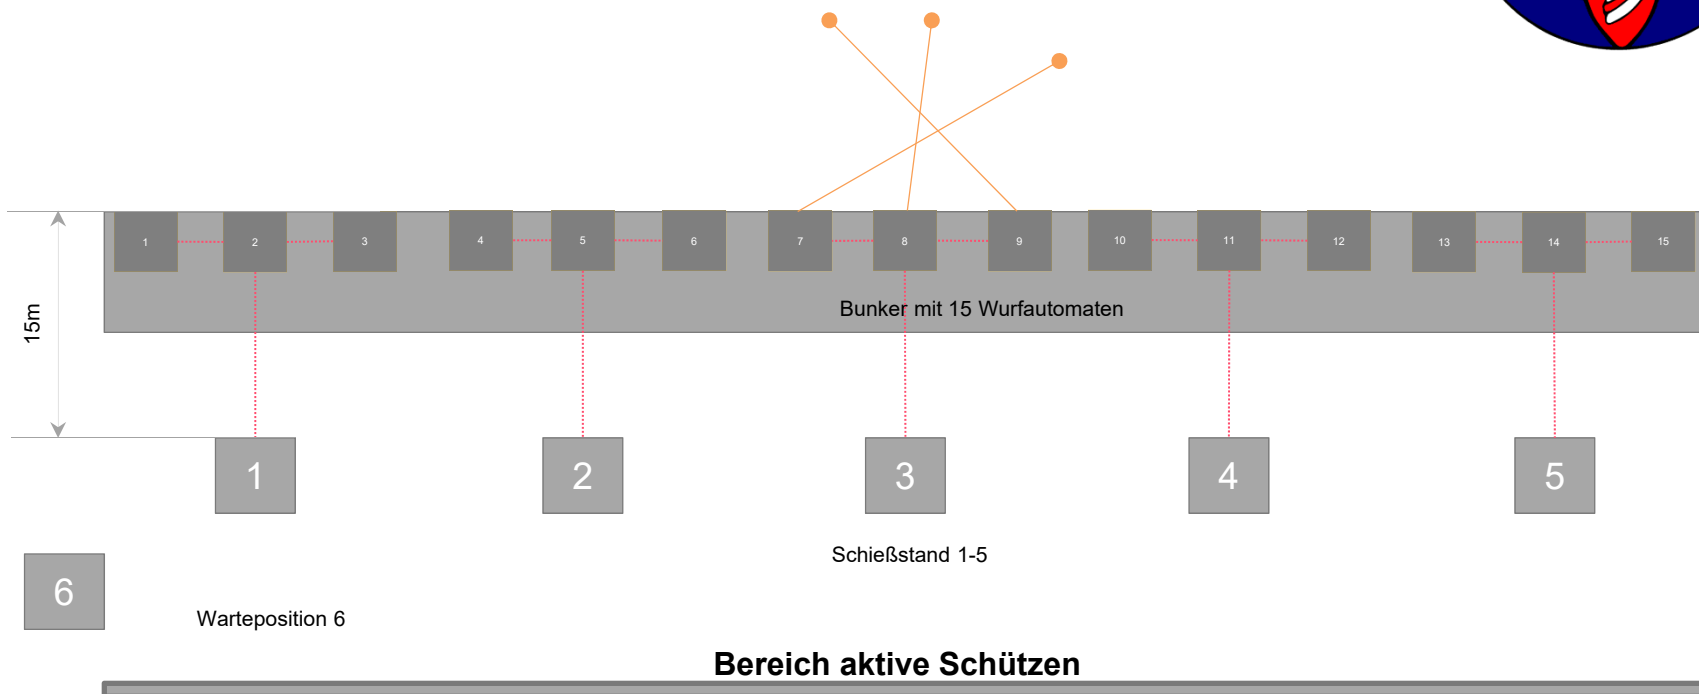 1 2 3 4 5 6 7 8 9 10 11 12 13 14 15
Bunker mit 15 Wurfautomaten
15m
1 2 3 4 5
Schießstand 1-5
6
Warteposition 6
Bereich aktive Schützen